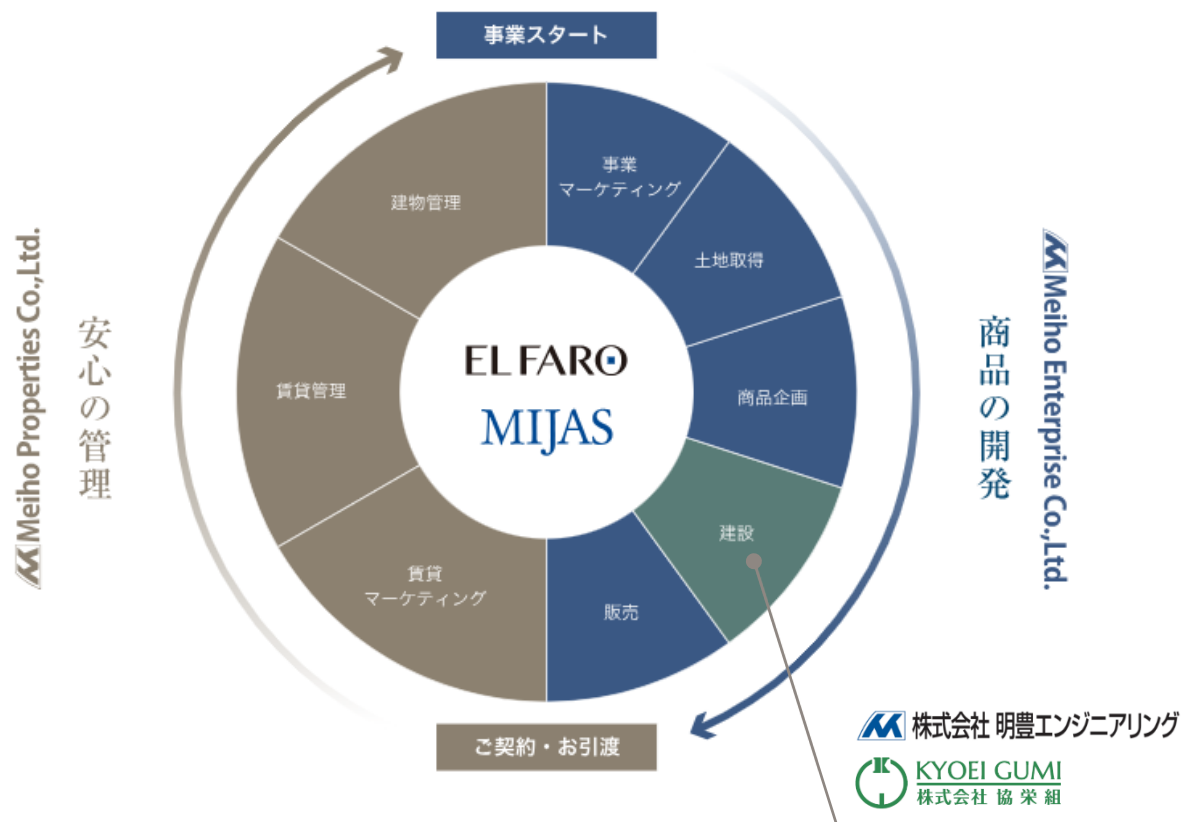 事業スタート
事業
マーケティング
土地取得
商品企画
建設
販売
賃貸
マーケティング
賃貸管理
建物管理
EL FARO
MIJAS
Meiho Properties Co.,Ltd.
安心の管理
商品の開発
Meiho Enterprise Co.,Ltd.
ご契約・お引渡
株式会社 明豊エンジニアリング
KYOEI GUMI
株式会社 協栄組